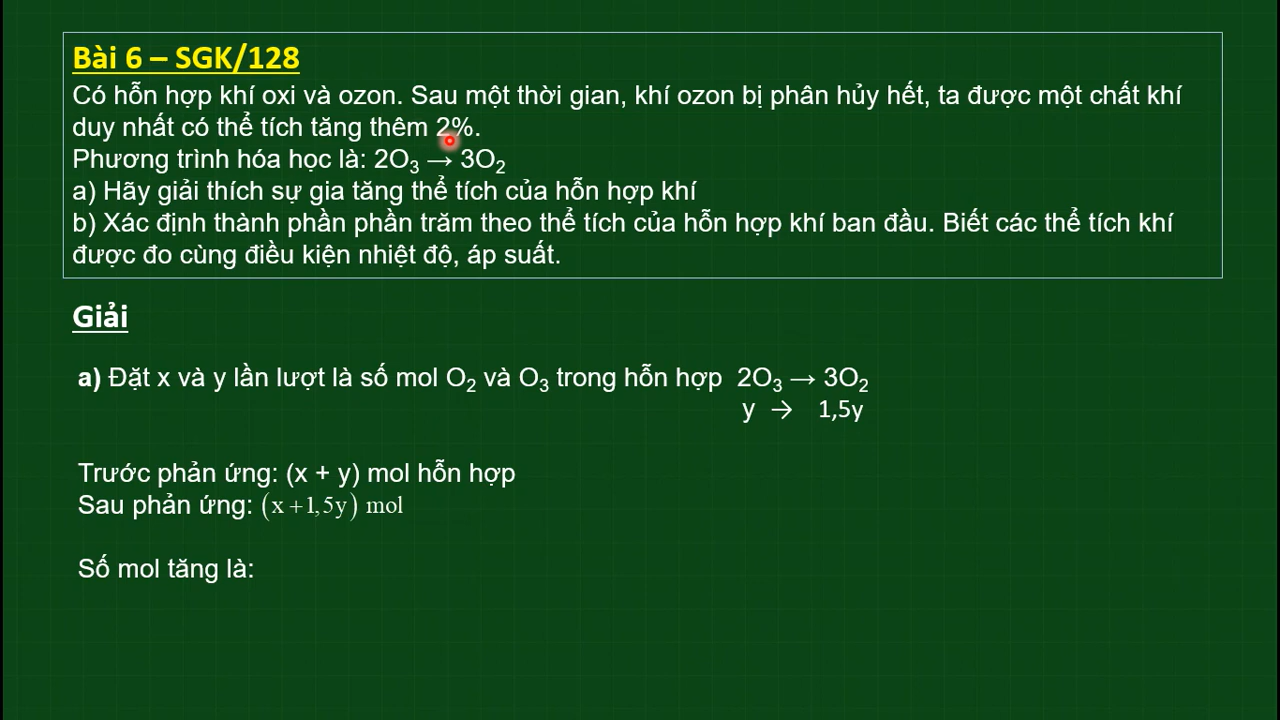 Bài 6 – SGK/128
Có hỗn hợp khí oxi và ozon. Sau một thời gian, khí ozon bị phân hủy hết, ta được một chất khí
duy nhất có thể tích tăng thêm 2%.
Phương trình hóa học là: 2O₃ → 3O₂
a) Hãy giải thích sự gia tăng thể tích của hỗn hợp khí
b) Xác định thành phần phần trăm theo thể tích của hỗn hợp khí ban đầu. Biết các thể tích khí
được đo cùng điều kiện nhiệt độ, áp suất.
Giải
a) Đặt x và y lần lượt là số mol O₂ và O₃ trong hỗn hợp 2O₃ → 3O₂
y → 1,5y
Trước phản ứng: (x + y) mol hỗn hợp
Sau phản ứng: (x+1,5y) mol
Số mol tăng là: